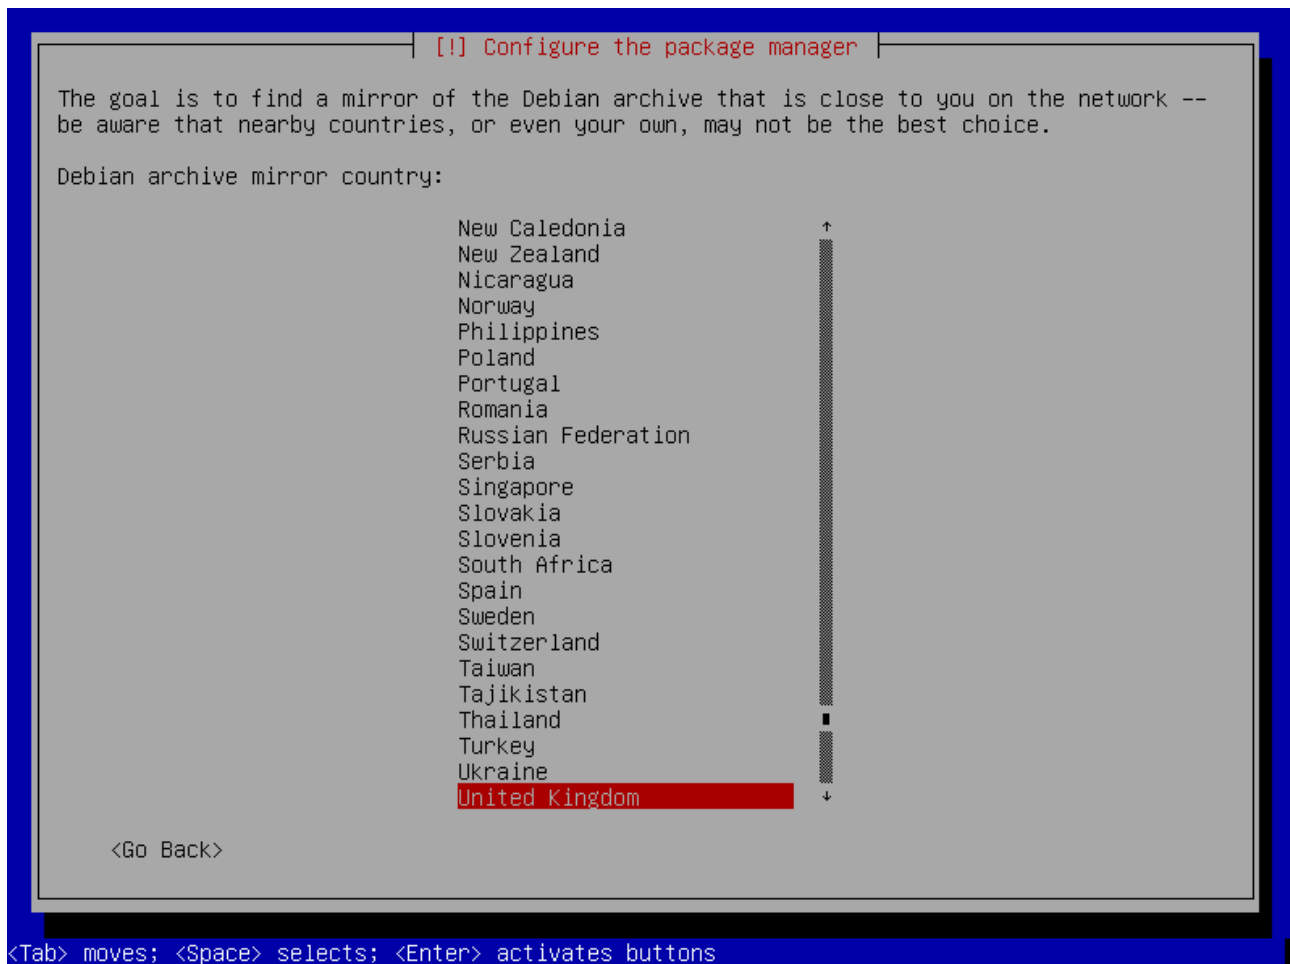 [!] Configure the package manager
The goal is to find a mirror of the Debian archive that is close to you on the network --
be aware that nearby countries, or even your own, may not be the best choice.
Debian archive mirror country:
New Caledonia
New Zealand
Nicaragua
Norway
Philippines
Poland
Portugal
Romania
Russian Federation
Serbia
Singapore
Slovakia
Slovenia
South Africa
Spain
Sweden
Switzerland
Taiwan
Tajikistan
Thailand
Turkey
Ukraine
United Kingdom
<Go Back>
<Tab> moves; <Space> selects; <Enter> activates buttons